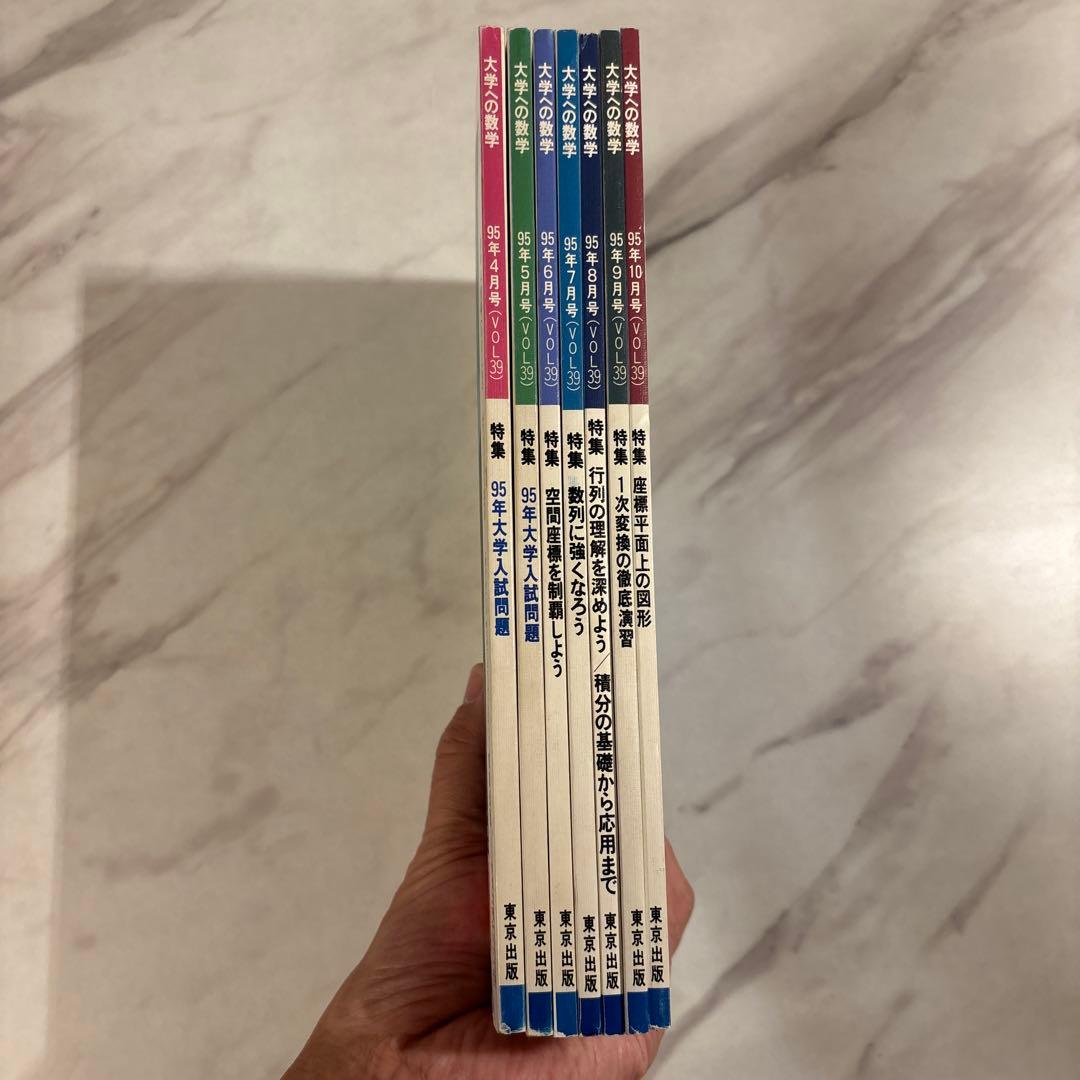 大学への数学 95年4月号(VOL39) 特集 95年大学入試問題 東京出版
大学への数学 95年5月号(VOL39) 特集 95年大学入試問題 東京出版
大学への数学 95年6月号(VOL39) 特集 空間座標を制覇しよう 東京出版
大学への数学 95年7月号(VOL39) 特集 数列に強くなろう 東京出版
大学への数学 95年8月号(VOL39) 特集 行列の理解を深めよう/積分の基礎から応用まで 東京出版
大学への数学 95年9月号(VOL39) 特集 1次変換の徹底演習 東京出版
大学への数学 95年10月号(VOL39) 特集 座標平面上の図形 東京出版